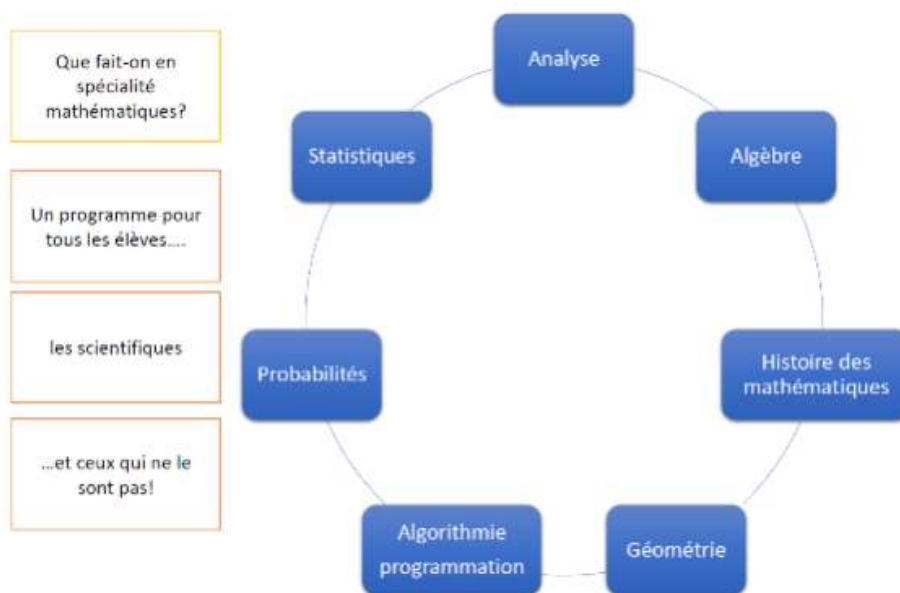 Que fait-on en
spécialité
mathématiques?
Un programme pour
tous les élèves....
les scientifiques
...et ceux qui ne le
sont pas!
Analyse
Algèbre
Histoire des
mathématiques
Géométrie
Algorithmie
programmation
Probabilités
Statistiques